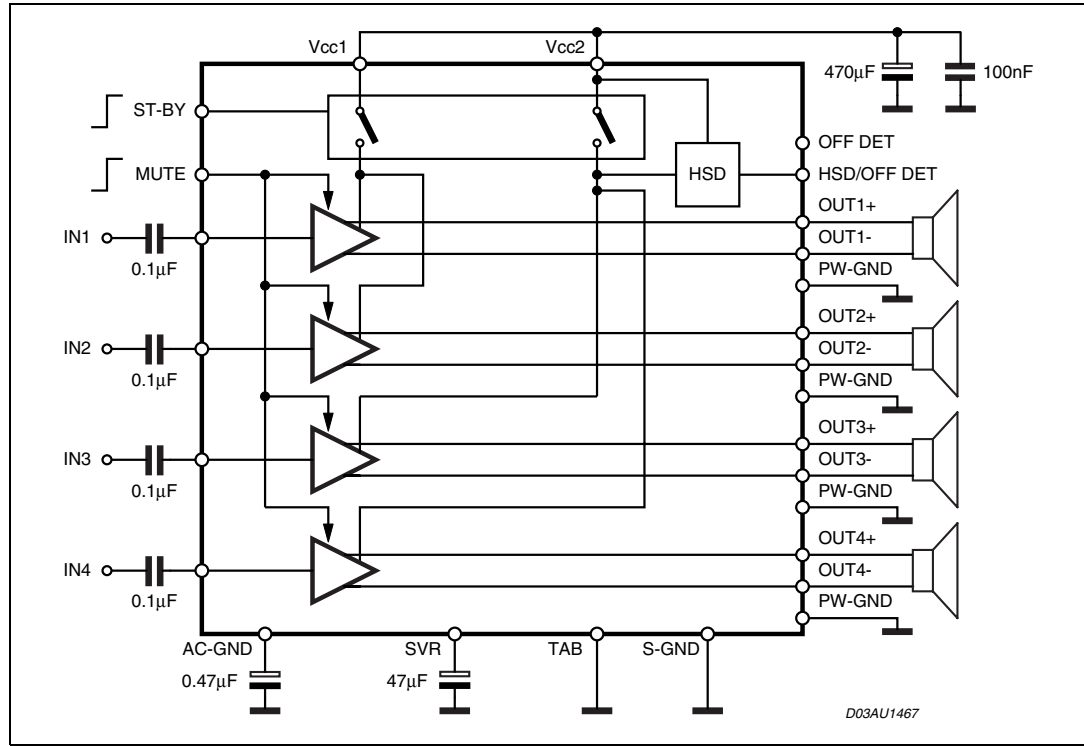 Vcc1
Vcc2
470μF
100nF
ST-BY
OFF DET
MUTE
HSD
HSD/OFF DET
OUT1+
IN1
OUT1-
0.1μF
PW-GND
OUT2+
IN2
OUT2-
0.1μF
PW-GND
OUT3+
IN3
OUT3-
0.1μF
PW-GND
OUT4+
IN4
OUT4-
0.1μF
PW-GND
AC-GND
SVR
TAB
S-GND
0.47μF
47μF
D03AU1467